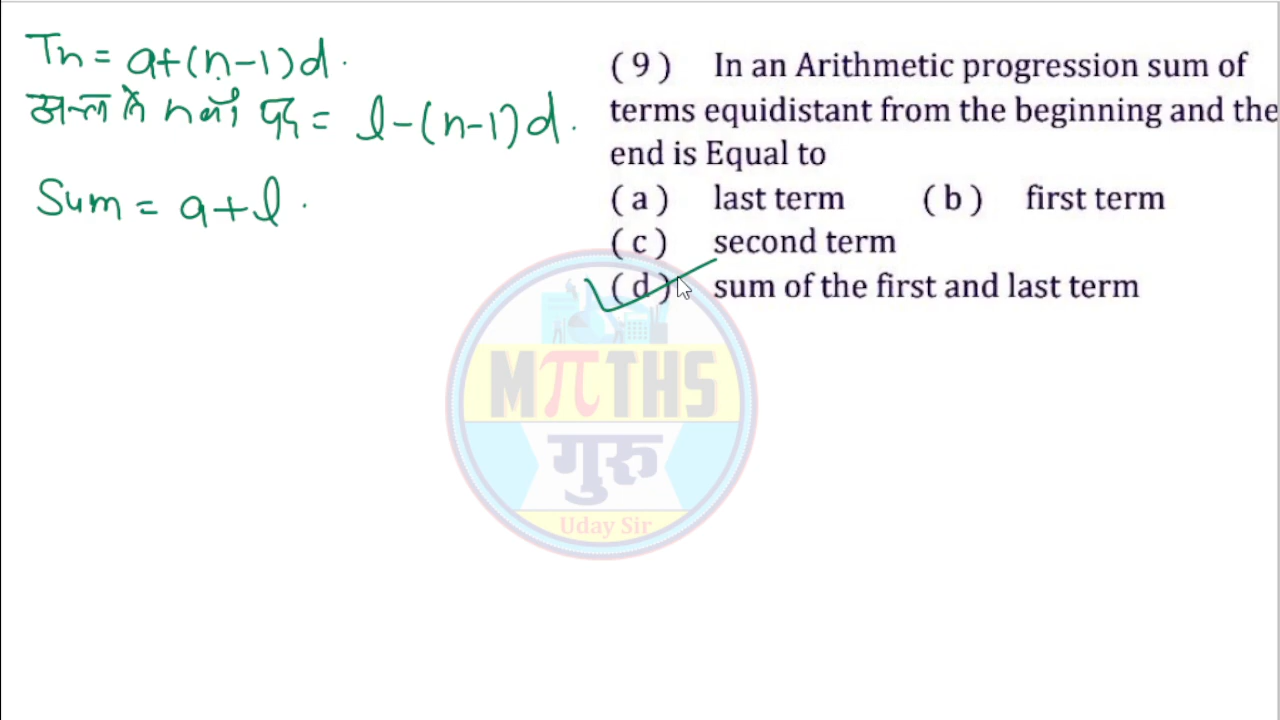 Tn = a+(n-1)d.
अन्त से nवाँ पद = l-(n-1)d.
Sum = a+l.
(9) In an Arithmetic progression sum of
terms equidistant from the beginning and the
end is Equal to
(a) last term (b) first term
(c) second term
(d) sum of the first and last term
MπTHS
गुरु
Uday Sir